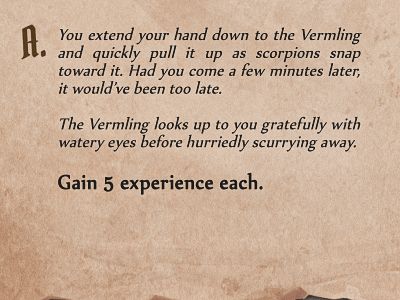 A. You extend your hand down to the Vermling
and quickly pull it up as scorpions snap
toward it. Had you come a few minutes later,
it would've been too late.
The Vermling looks up to you gratefully with
watery eyes before hurriedly scurrying away.
Gain 5 experience each.